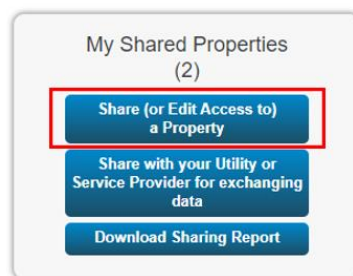 My Shared Properties
(2)
Share (or Edit Access to)
a Property
Share with your Utility or
Service Provider for exchanging
data
Download Sharing Report